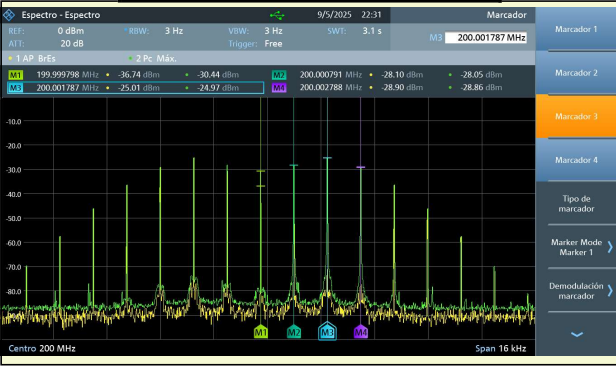 Espectro - Espectro 9/5/2025 22:31 Marcador
REF: 0 dBm RBW: 3 Hz VBW: 3 Hz SWT: 3.1 s M3 200.001787 MHz
ATT: 20 dB Trigger: Free
1 AP BrEs 2 Pc Máx.
M1 199.999798 MHz -36.74 dBm -30.44 dBm M2 200.000791 MHz -28.10 dBm -28.05 dBm
M3 200.001787 MHz -25.01 dBm -24.97 dBm M4 200.002788 MHz -28.90 dBm -28.86 dBm
-10.0
-20.0
-30.0
-40.0
-50.0
-60.0
-70.0
-80.0
M1 M2 M3 M4
Centro 200 MHz Span 16 kHz
Marcador 1
Marcador 2
Marcador 3
Marcador 4
Tipo de
marcador
Marker Mode
Marker 1
Demodulación
marcador